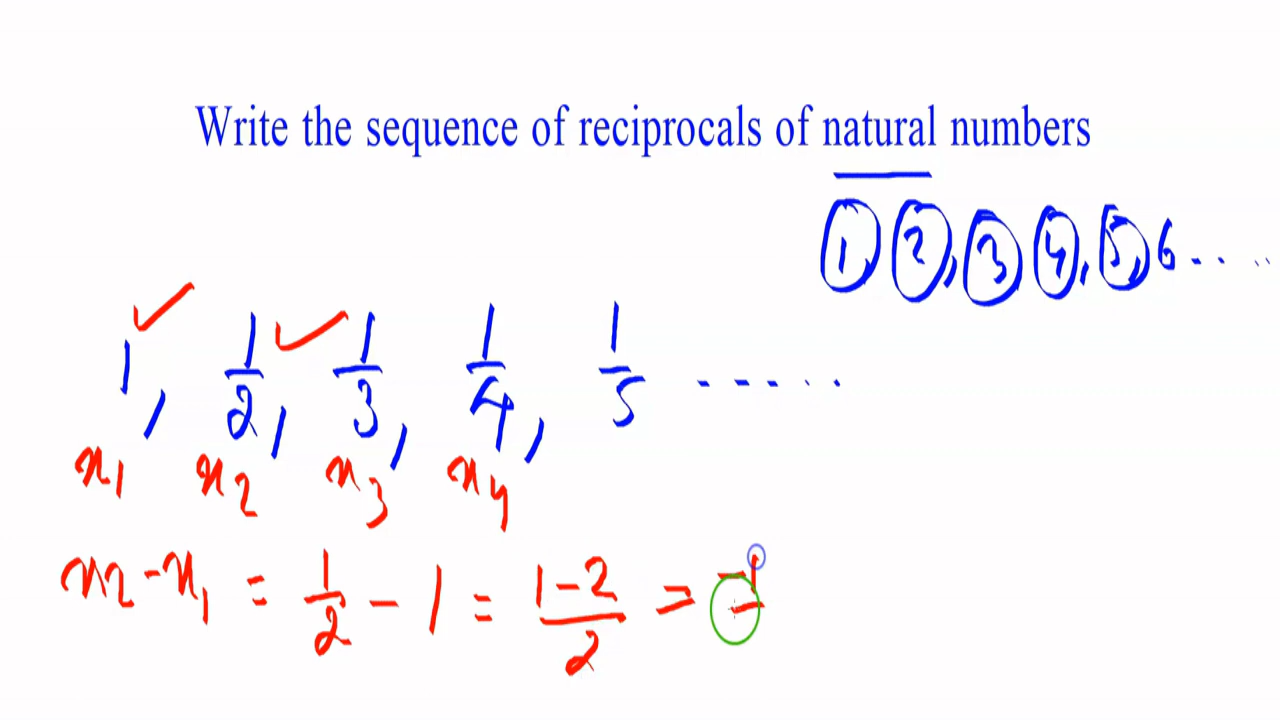 Write the sequence of reciprocals of natural numbers
1, 2, 3, 4, 5, 6 - - . . .
1, 1/2, 1/3, 1/4, 1/5 - - - . .
x1 x2 x3 x4
x2 - x1 = 1/2 - 1 = (1-2)/2 = -1/